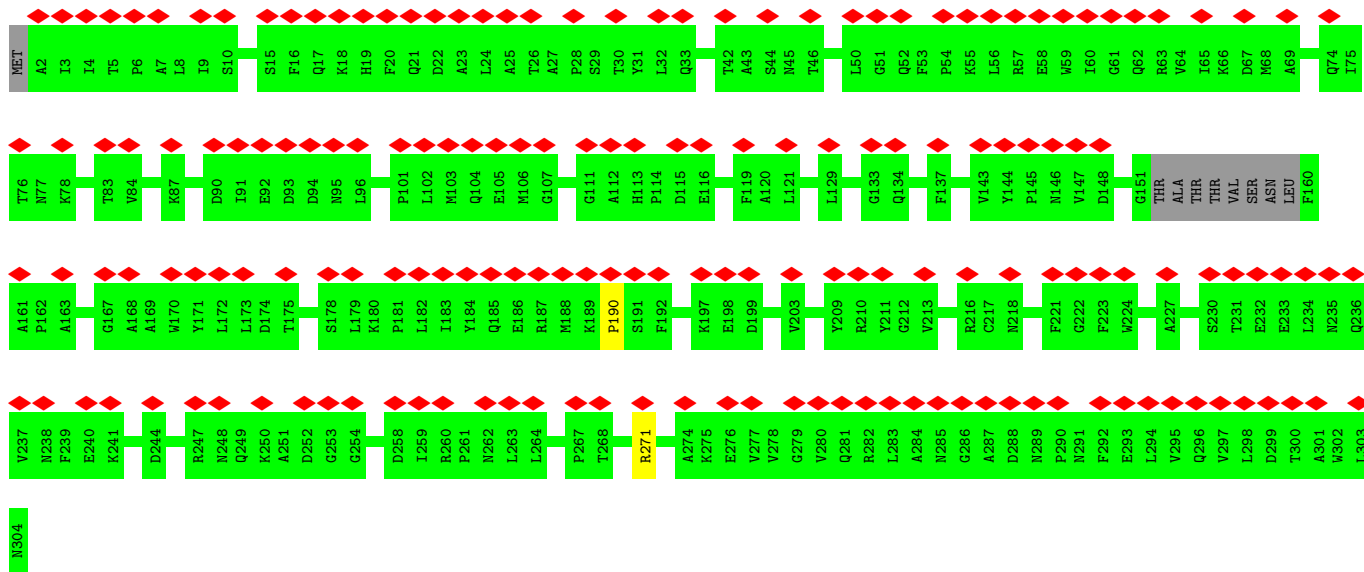 MET A2 I3 I4 T5 P6 A7 L8 I9 S10 S15 F16 Q17 K18 H19 F20 Q21 D22 A23 L24 A25 T26 A27 P28 S29 T30 Y31 L32 Q33 T42 A43 S44 N45 T46 L50 G51 Q52 F53 P54 K55 L56 R57 E58 W59 I60 G61 Q62 R63 V64 I65 K66 D67 M68 A69 Q74 I75
T76 N77 K78 T83 V84 K87 D90 I91 E92 D93 D94 N95 L96 P101 L102 M103 Q104 E105 M106 G107 G111 A112 H113 P114 D115 E116 F119 A120 L121 L129 G133 Q134 F137 V143 Y144 P145 N146 V147 D148 G151 THR ALA THR THR VAL SER ASN LEU F160
A161 P162 A163 G167 A168 A169 W170 Y171 L172 L173 D174 T175 S178 L179 K180 P181 L182 I183 Y184 Q185 E186 R187 M188 K189 P190 S191 F192 K197 E198 D199 V203 Y209 R210 Y211 G212 V213 R216 C217 N218 F221 G222 F223 W224 A227 S230 T231 E232 E233 L234 N235 Q236
V237 N238 F239 E240 K241 D244 R247 N248 Q249 K250 A251 D252 G253 G254 D258 I259 R260 P261 N262 L263 L264 P267 T268 R271 A274 K275 E276 V277 V278 G279 V280 Q281 R282 L283 A284 N285 G286 A287 D288 N289 P290 N291 F292 E293 L294 V295 Q296 V297 L298 D299 T300 A301 W302 L303
N304